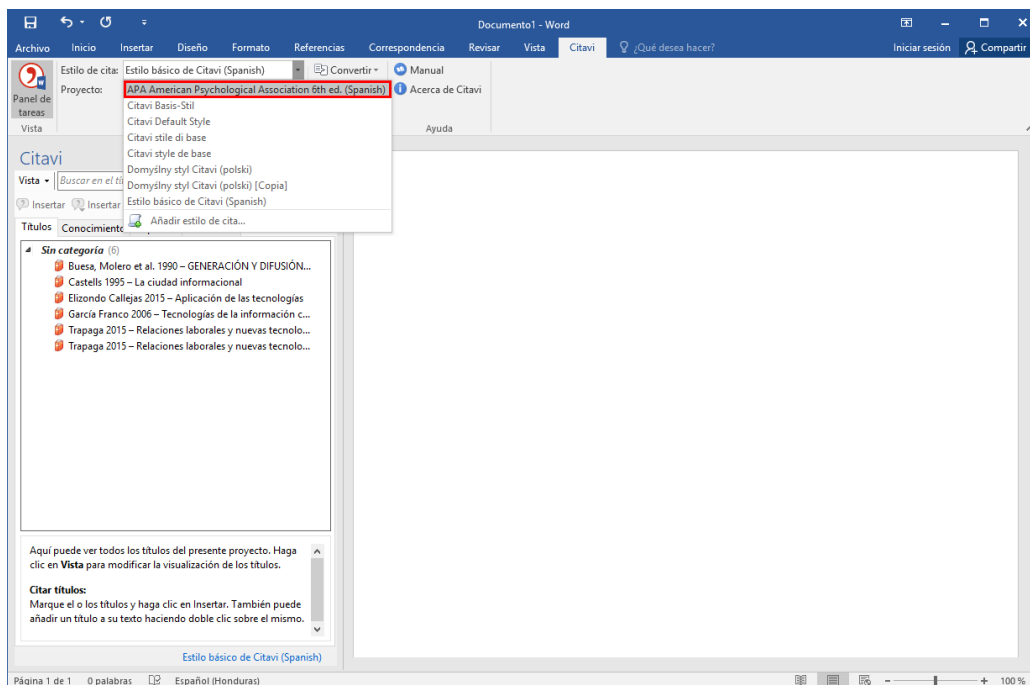 Documento1 - Word
Archivo Inicio Insertar Diseño Formato Referencias Correspondencia Revisar Vista Citavi ¿Qué desea hacer? Iniciar sesión Compartir
Estilo de cita: Estilo básico de Citavi (Spanish) Convertir Manual
Proyecto: APA American Psychological Association 6th ed. (Spanish) Acerca de Citavi
Panel de
tareas
Citavi Basis-Stil
Citavi Default Style
Vista Ayuda
Citavi stile di base
Citavi style de base
Domyślny styl Citavi (polski)
Domyślny styl Citavi (polski) [Copia]
Estilo básico de Citavi (Spanish)
Añadir estilo de cita...
Citavi
Vista Buscar en el tí
Insertar Insertar
Títulos Conocimiento
Sin categoría (6)
Buesa, Molero et al. 1990 – GENERACIÓN Y DIFUSIÓN...
Castells 1995 – La ciudad informacional
Elizondo Callejas 2015 – Aplicación de las tecnologías
García Franco 2006 – Tecnologías de la información c...
Trapaga 2015 – Relaciones laborales y nuevas tecnolo...
Trapaga 2015 – Relaciones laborales y nuevas tecnolo...
Aquí puede ver todos los títulos del presente proyecto. Haga
clic en Vista para modificar la visualización de los títulos.
Citar títulos:
Marque el o los títulos y haga clic en Insertar. También puede
añadir un título a su texto haciendo doble clic sobre el mismo.
Estilo básico de Citavi (Spanish)
Página 1 de 1 0 palabras Español (Honduras) 100 %